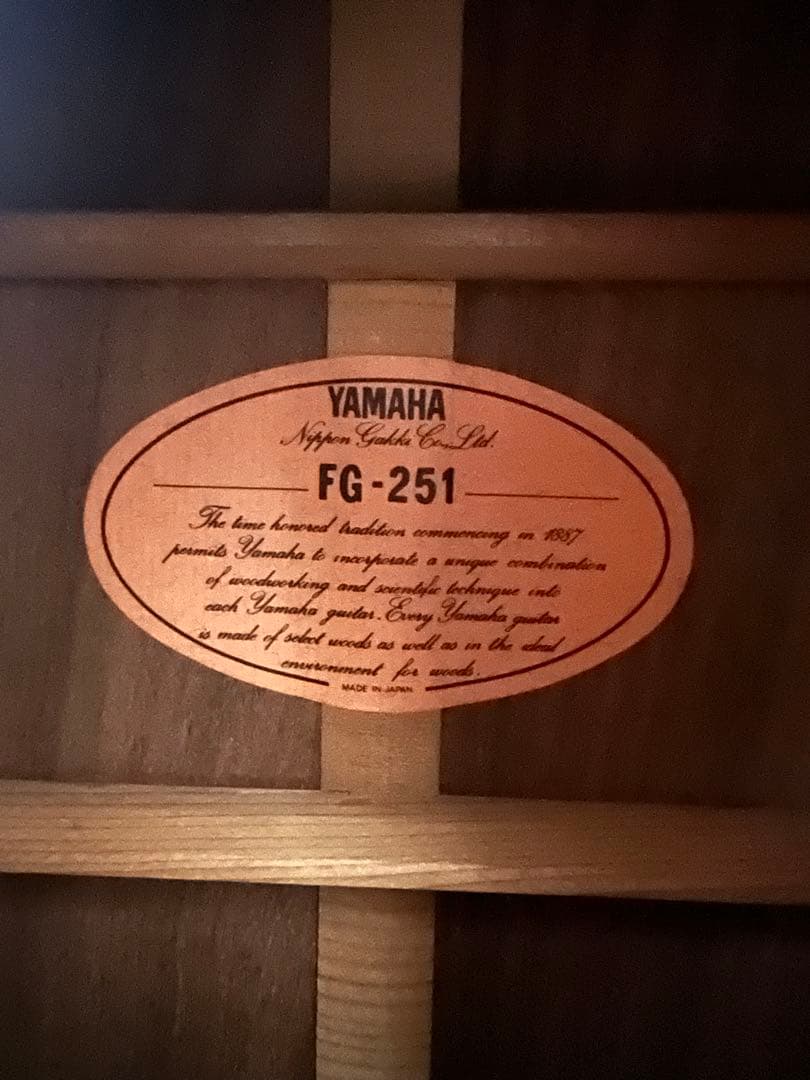 YAMAHA
Nippon Gakki Co., Ltd.
FG-251
The time honored tradition commencing in 1887
permits Yamaha to incorporate a unique combination
of woodworking and scientific technique into
each Yamaha guitar. Every Yamaha guitar
is made of select woods as well as in the ideal
environment for woods.
MADE IN JAPAN